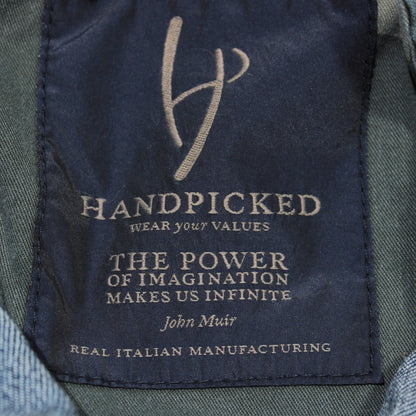 HANDPICKED
WEAR your VALUES
THE POWER
OF IMAGINATION
MAKES US INFINITE
John Muir
REAL ITALIAN MANUFACTURING